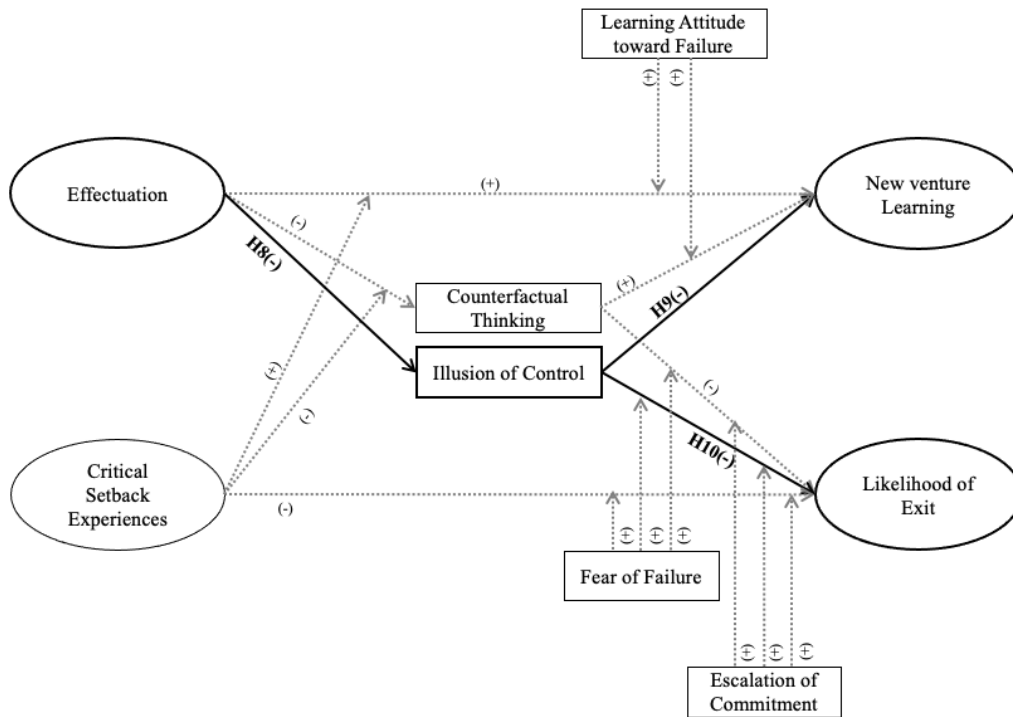 Learning Attitude
toward Failure
(+)
(+)
Effectuation
(+)
New venture
Learning
(-)
H8(-)
Counterfactual
Thinking
(+)
H9(-)
Illusion of Control
(+)
(-)
H10(-)
Critical
Setback
Experiences
(-)
Likelihood of
Exit
(+)
(+)
(+)
Fear of Failure
(+)
(+)
(+)
Escalation of
Commitment